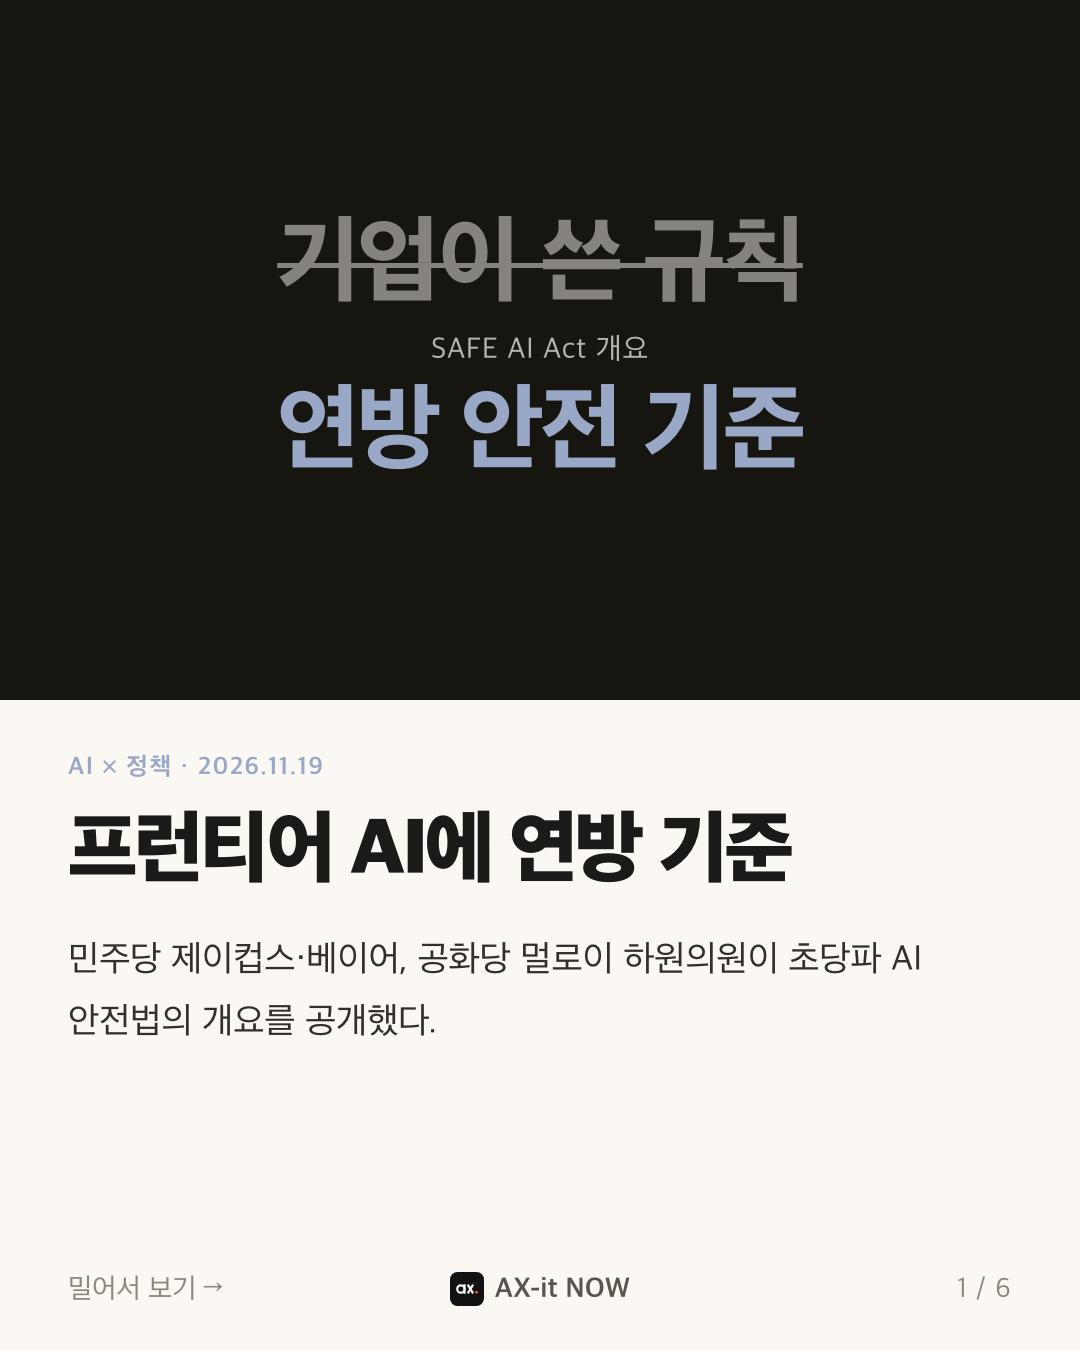 기업이 쓴 규칙
SAFE AI Act 개요
연방 안전 기준
AI × 정책 · 2026.11.19
프런티어 AI에 연방 기준
민주당 제이컵스·베이어, 공화당 멀로이 하원의원이 초당파 AI
안전법의 개요를 공개했다.
밀어서 보기 →
ax. AX-it NOW
1 / 6